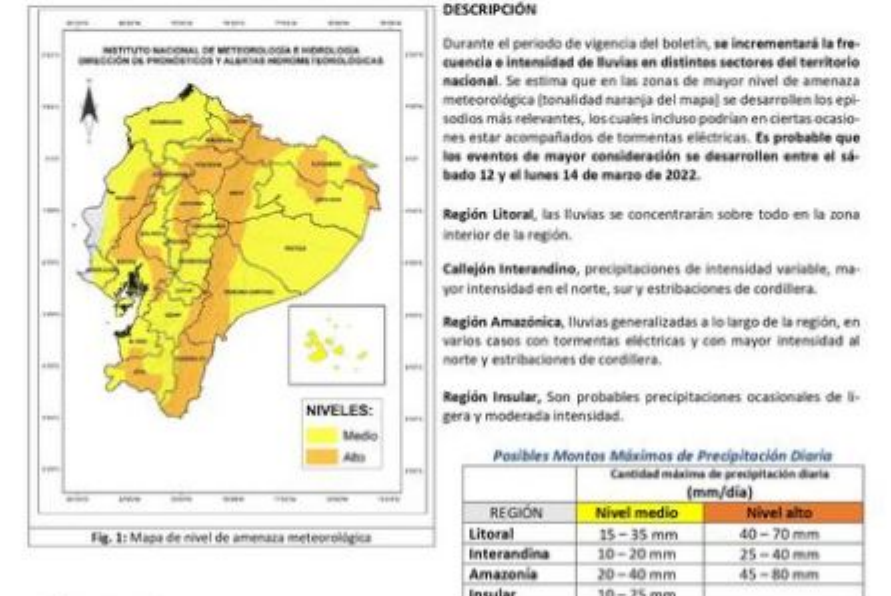 INSTITUTO NACIONAL DE METEOROLOGÍA E HIDROLOGÍA
DIRECCIÓN DE PRONÓSTICOS Y ALERTAS HIDROMETEOROLÓGICAS
NIVELES:
Medio
Alto
Fig. 1: Mapa de nivel de amenaza meteorológica
DESCRIPCIÓN
Durante el periodo de vigencia del boletín, se incrementará la fre-
cuencia e intensidad de lluvias en distintos sectores del territorio
nacional. Se estima que en las zonas de mayor nivel de amenaza
meteorológica (tonalidad naranja del mapa) se desarrollen los epi-
sodios más relevantes, los cuales incluso podrían en ciertas ocasio-
nes estar acompañados de tormentas eléctricas. Es probable que
los eventos de mayor consideración se desarrollen entre el sá-
bado 12 y el lunes 14 de marzo de 2022.
Región Litoral, las lluvias se concentrarán sobre todo en la zona
interior de la región.
Callejón Interandino, precipitaciones de intensidad variable, ma-
yor intensidad en el norte, sur y estribaciones de cordillera.
Región Amazónica, lluvias generalizadas a lo largo de la región, en
varios casos con tormentas eléctricas y con mayor intensidad al
norte y estribaciones de cordillera.
Región Insular, Son probables precipitaciones ocasionales de li-
gera y moderada intensidad.
Posibles Montos Máximos de Precipitación Diaria
Cantidad máxima de precipitación diaria
(mm/día)
REGIÓN Nivel medio Nivel alto
Litoral 15 – 35 mm 40 – 70 mm
Interandina 10 – 20 mm 25 – 40 mm
Amazonía 20 – 40 mm 45 – 80 mm
Insular 10 – 25 mm